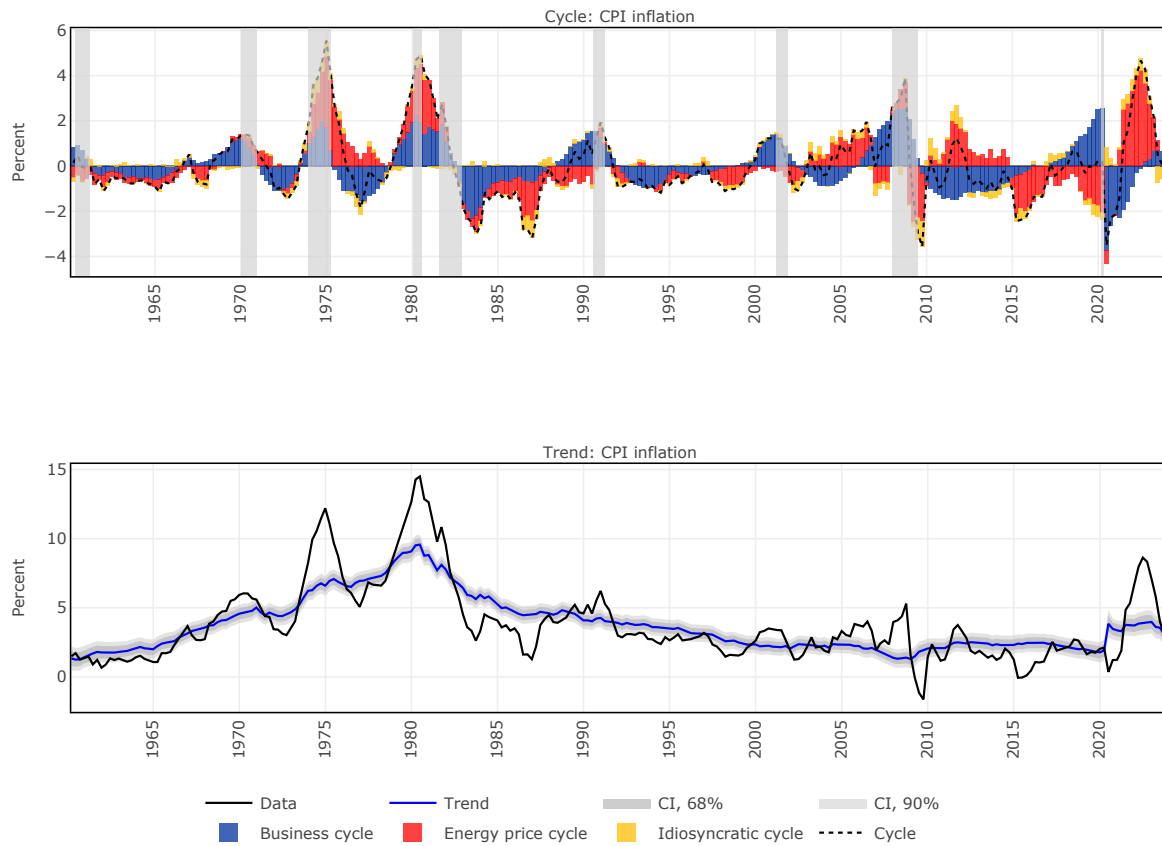 Cycle: CPI inflation
Percent
6
4
2
0
−2
−4
1965 1970 1975 1980 1985 1990 1995 2000 2005 2010 2015 2020
Trend: CPI inflation
Percent
15
10
5
0
1965 1970 1975 1980 1985 1990 1995 2000 2005 2010 2015 2020
Data Trend CI, 68% CI, 90%
Business cycle Energy price cycle Idiosyncratic cycle Cycle